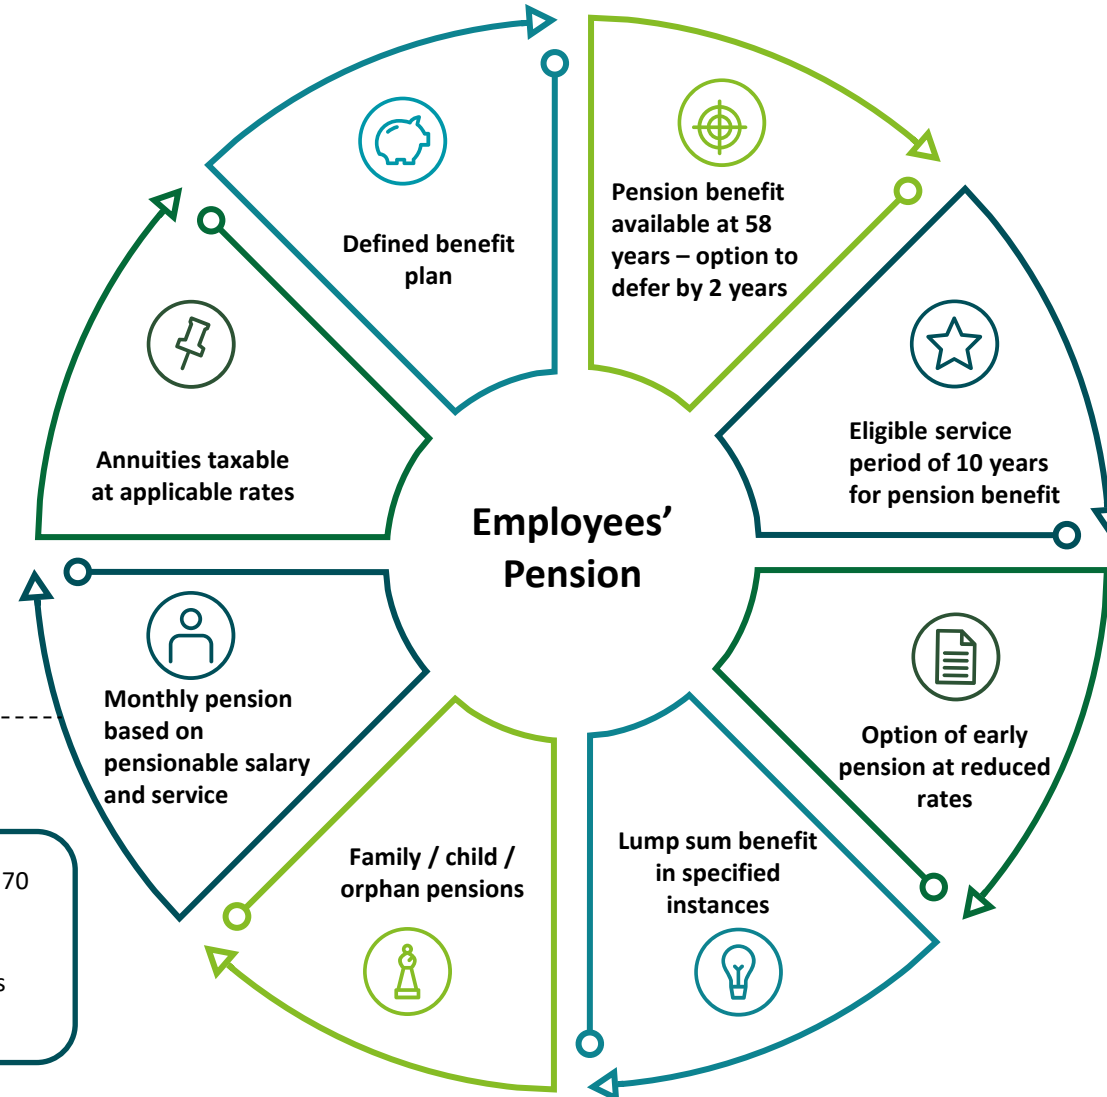 Employees’
Pension
Defined benefit
plan
Pension benefit
available at 58
years – option to
defer by 2 years
Eligible service
period of 10 years
for pension benefit
Option of early
pension at reduced
rates
Lump sum benefit
in specified
instances
Family / child /
orphan pensions
Monthly pension
based on
pensionable salary
and service
Annuities taxable
at applicable rates
70